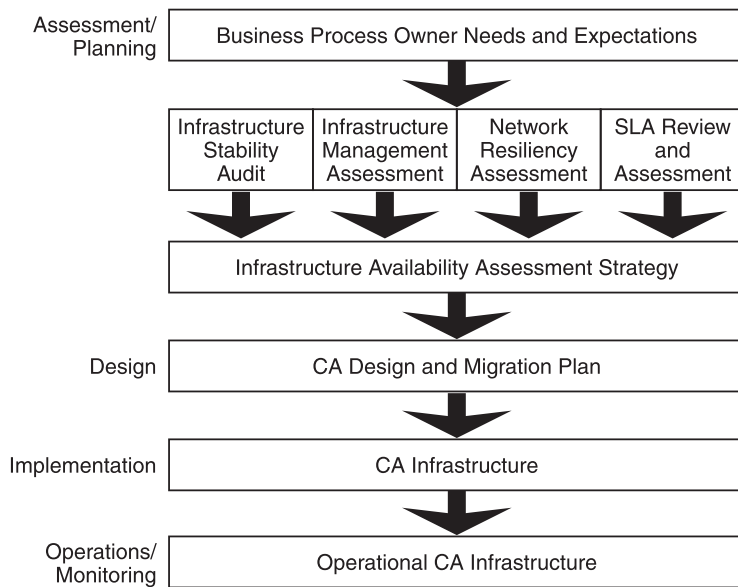 Assessment/
Planning
Business Process Owner Needs and Expectations
Infrastructure
Stability
Audit
Infrastructure
Management
Assessment
Network
Resiliency
Assessment
SLA Review
and
Assessment
Infrastructure Availability Assessment Strategy
Design
CA Design and Migration Plan
Implementation
CA Infrastructure
Operations/
Monitoring
Operational CA Infrastructure